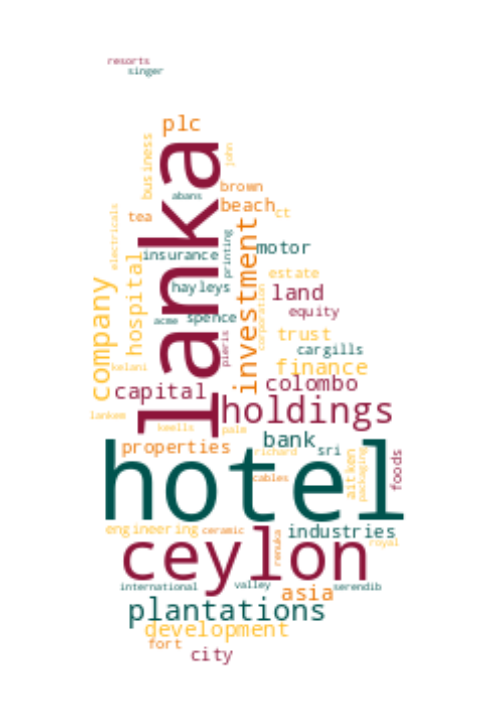 resorts
singer
plc
john
business
lanka
abans
brown
beach
ct
tea
electricals
insurance
printing
motor
hospital
investment
estate
company
hayleys
land
corporation
acme
spence
equity
pieris
trust
cargills
kelani
finance
capital
colombo
lankem
holdings
keells
palm
bank
properties
richard
sri
aitken
packaging
foods
cables
hotel
engineering
ceramic
industries
renuka
royal
ceylon
international
valley
serendib
asia
plantations
development
fort
city